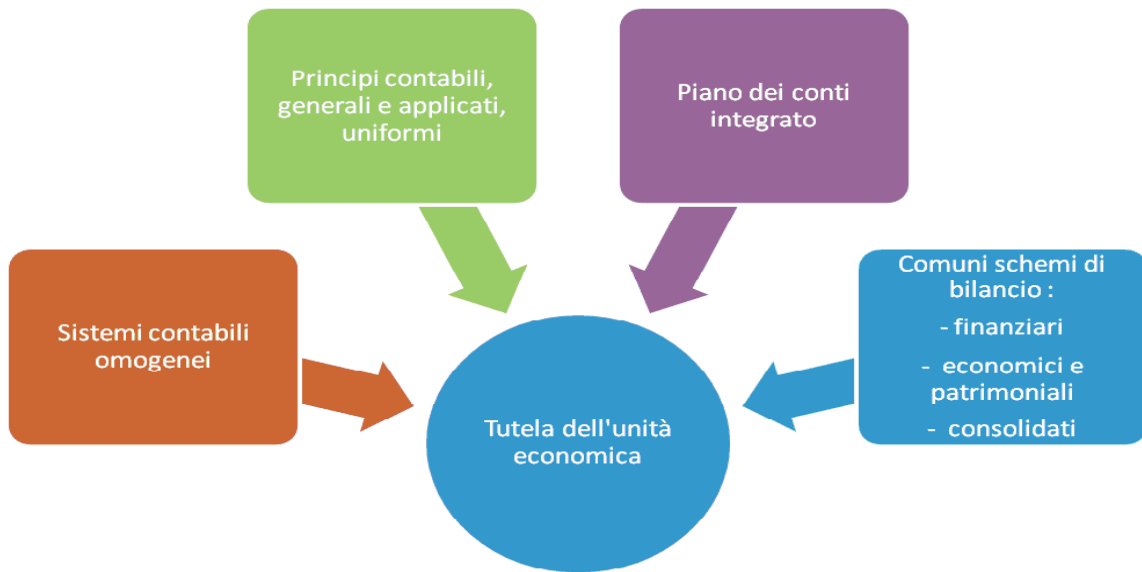 Principi contabili,
generali e applicati,
uniformi
Piano dei conti
integrato
Sistemi contabili
omogenei
Comuni schemi di
bilancio :
- finanziari
- economici e
patrimoniali
- consolidati
Tutela dell'unità
economica